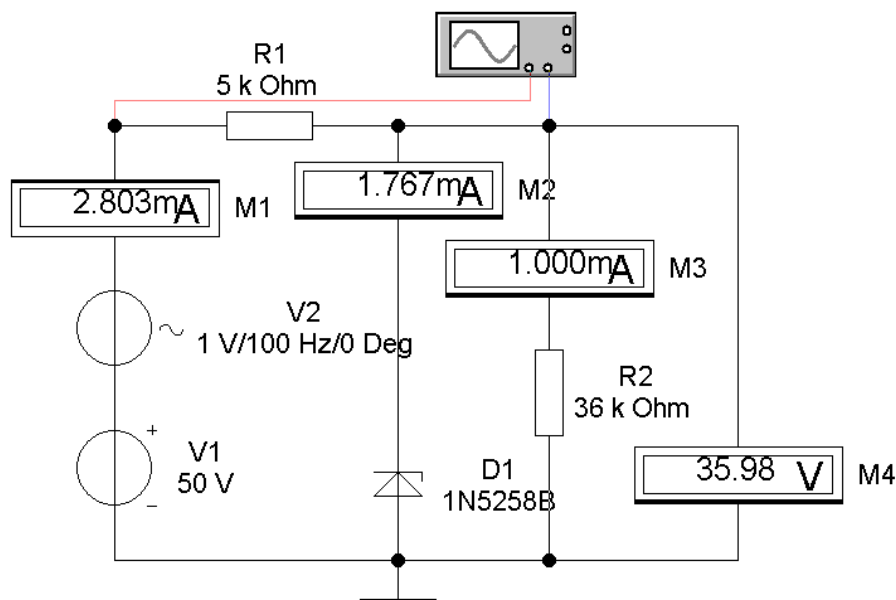 R1
5 k Ohm
2.803mA
M1
1.767mA
M2
1.000mA
M3
V2
1 V/100 Hz/0 Deg
R2
36 k Ohm
V1
50 V
D1
1N5258B
35.98 V
M4